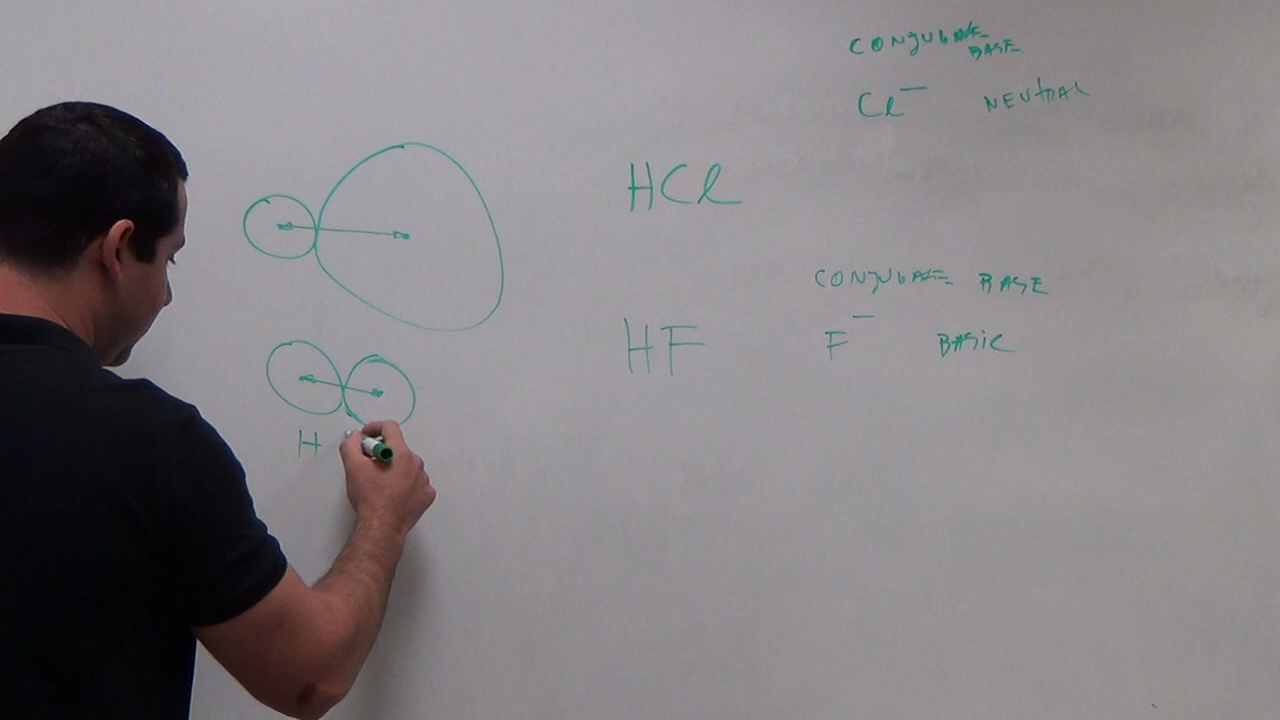 CONJUGATE
BASE
Cl⁻ NEUTRAL
HCl
CONJUGATE BASE
HF F⁻ BASIC
H